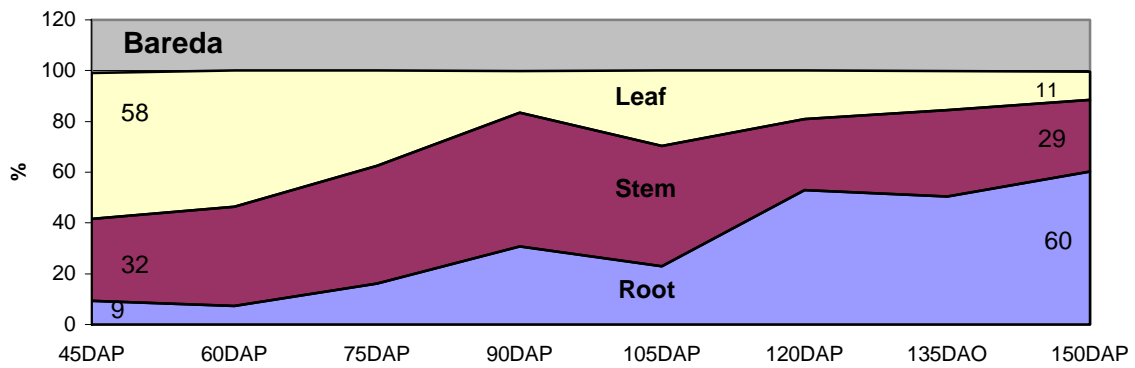 120
Bareda
100
11
Leaf
58
80
29
60
%
Stem
40
60
32
20
Root
9
0
45DAP 60DAP 75DAP 90DAP 105DAP 120DAP 135DAO 150DAP